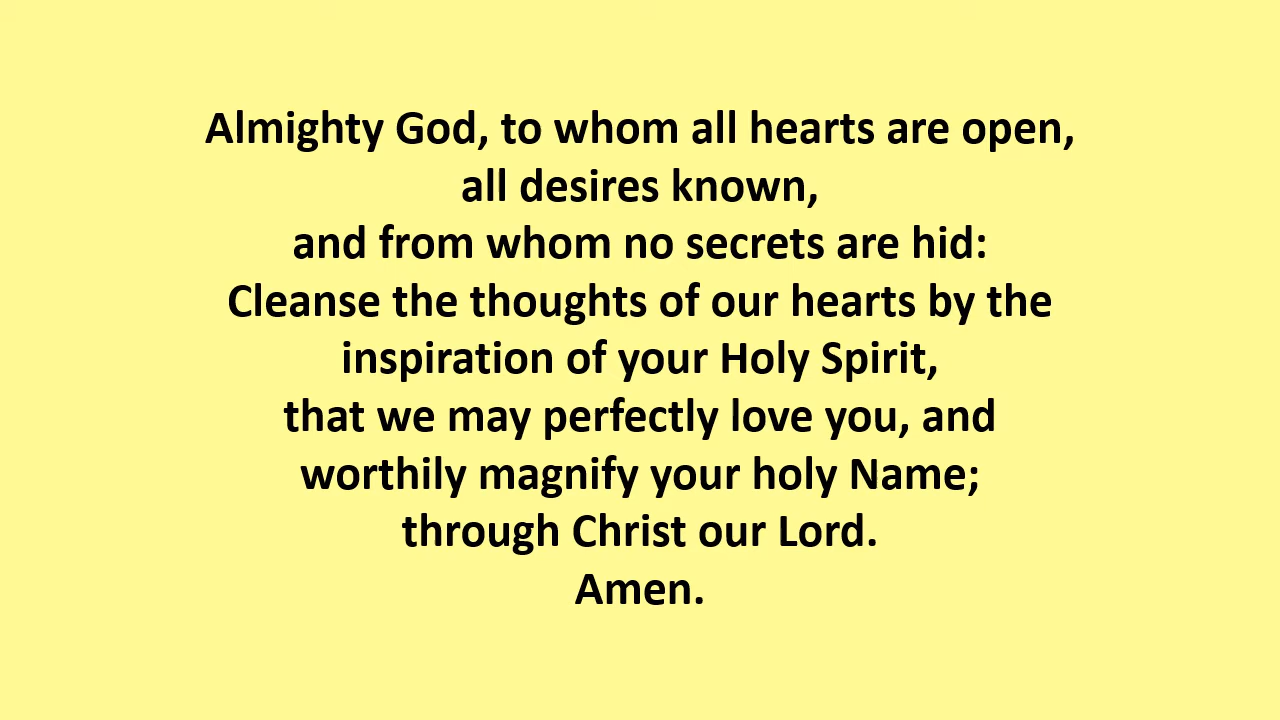 Almighty God, to whom all hearts are open,
all desires known,
and from whom no secrets are hid:
Cleanse the thoughts of our hearts by the
inspiration of your Holy Spirit,
that we may perfectly love you, and
worthily magnify your holy Name;
through Christ our Lord.
Amen.